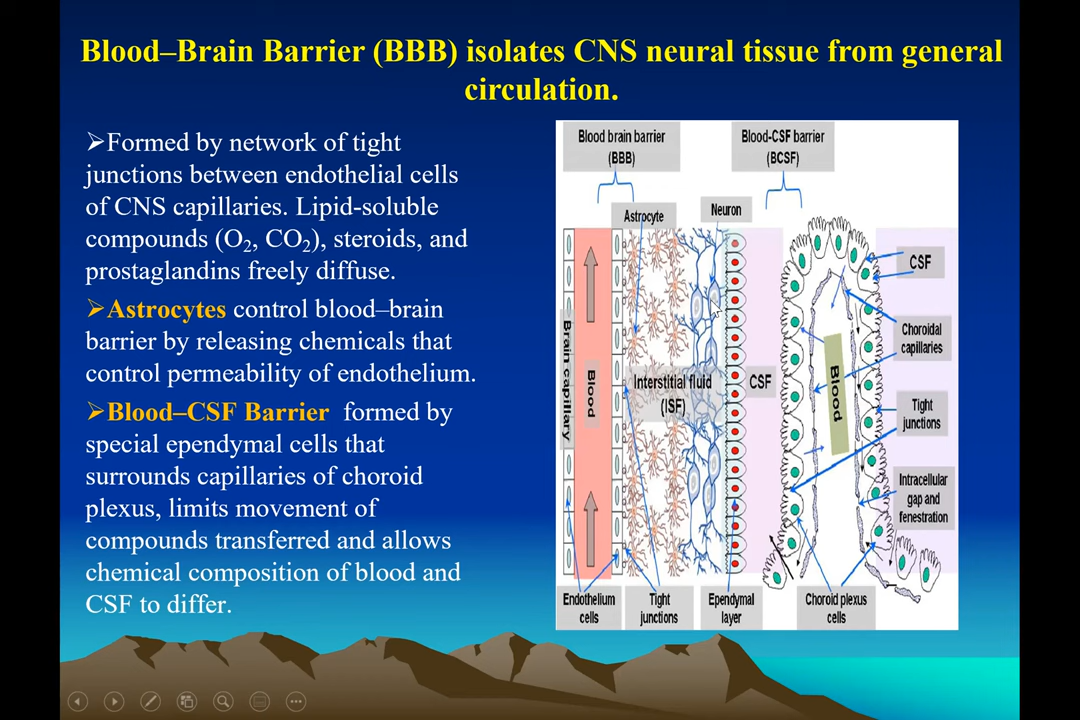 Blood–Brain Barrier (BBB) isolates CNS neural tissue from general
circulation.
➢Formed by network of tight
junctions between endothelial cells
of CNS capillaries. Lipid-soluble
compounds (O₂, CO₂), steroids, and
prostaglandins freely diffuse.
➢Astrocytes control blood–brain
barrier by releasing chemicals that
control permeability of endothelium.
➢Blood–CSF Barrier formed by
special ependymal cells that
surrounds capillaries of choroid
plexus, limits movement of
compounds transferred and allows
chemical composition of blood and
CSF to differ.
Blood brain barrier
(BBB)
Blood-CSF barrier
(BCSF)
Astrocyte
Neuron
CSF
Choroidal
capillaries
Brain capillary
Blood
Interstitial fluid
(ISF)
CSF
Blood
Tight
junctions
Intracellular
gap and
fenestration
Endothelium
cells
Tight
junctions
Ependymal
layer
Choroid plexus
cells